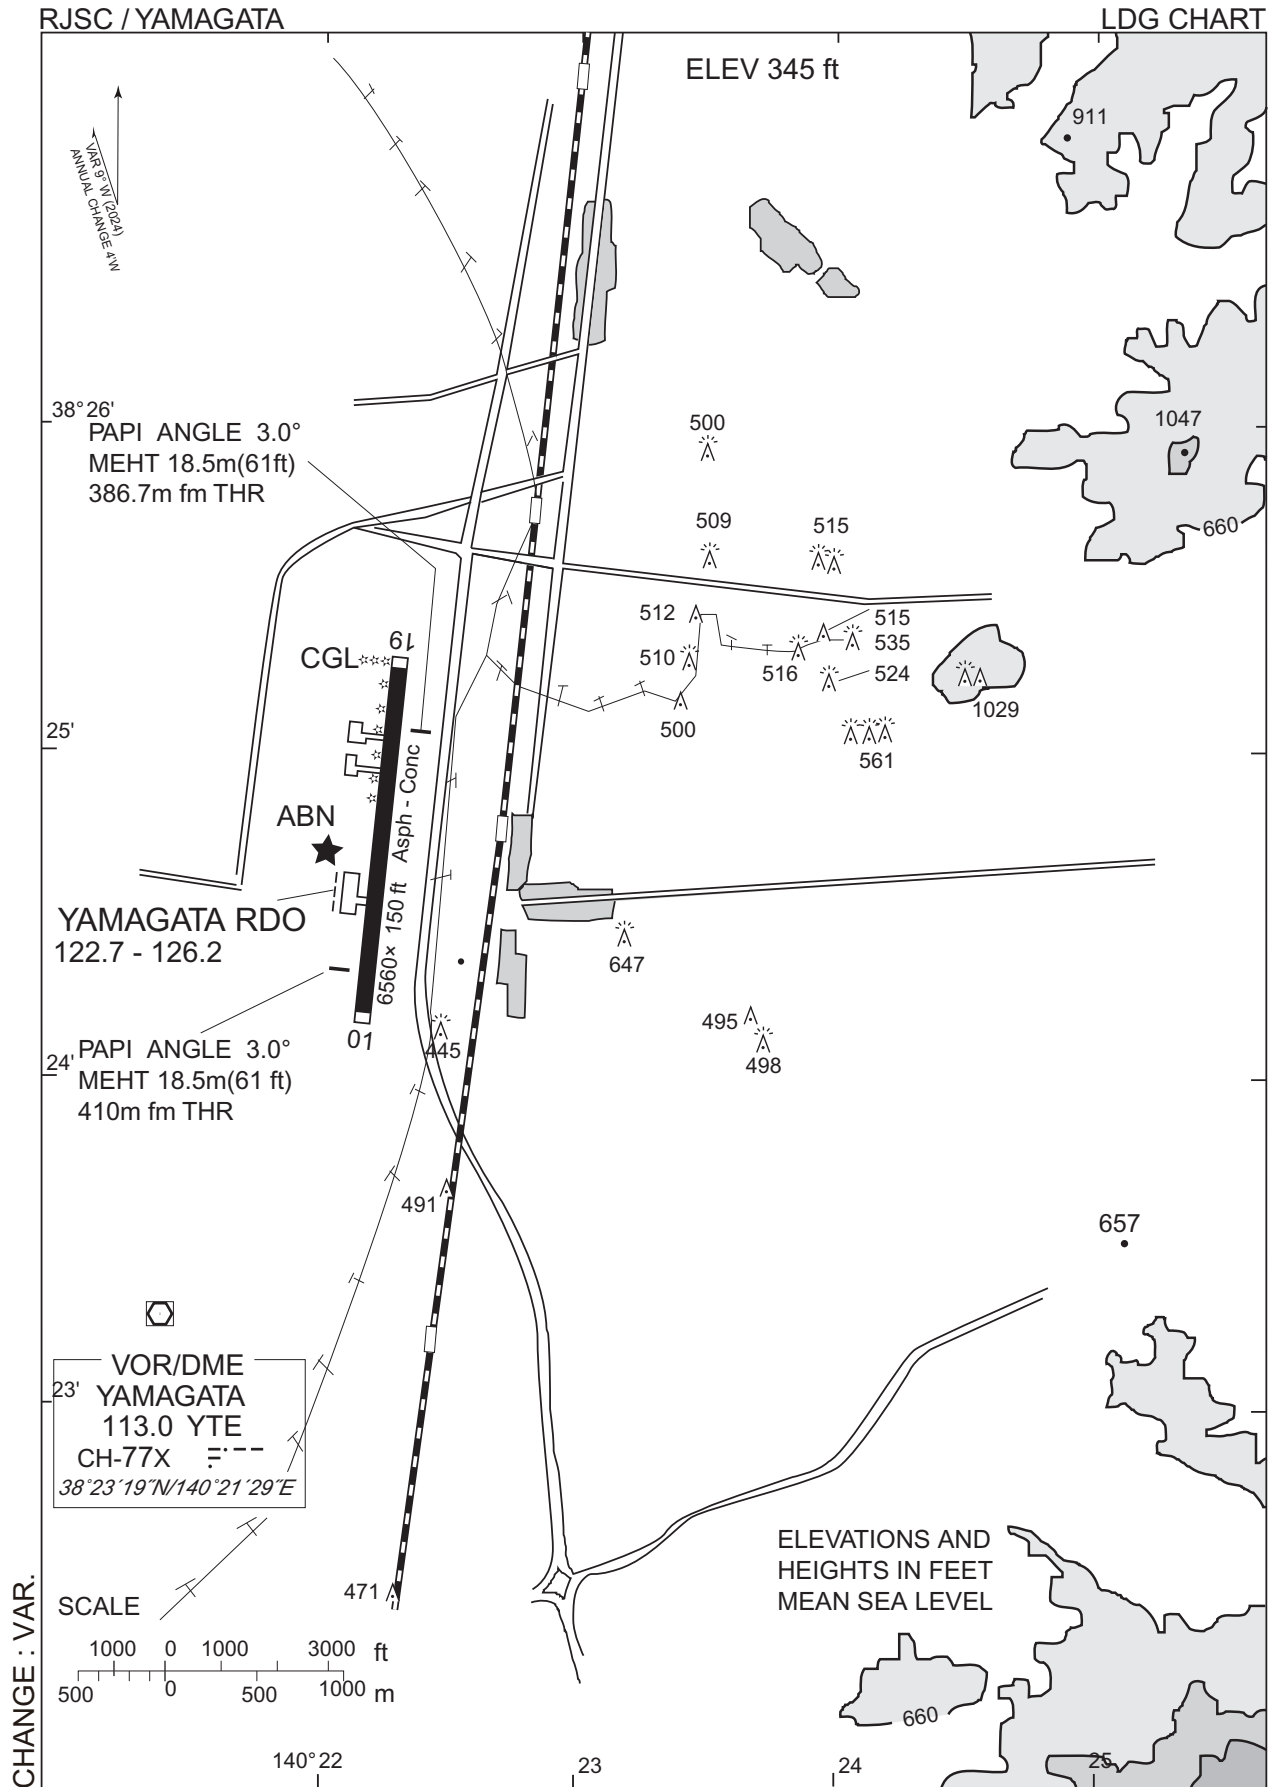 RJSC / YAMAGATA
LDG CHART
ELEV 345 ft
911
VAR 9° W (2024)
ANNUAL CHANGE 4'W
38°26'
PAPI ANGLE 3.0°
MEHT 18.5m(61ft)
386.7m fm THR
500
1047
509
515
660
512
515
535
CGL
19
510
516
524
1029
500
25'
561
ABN
Asph - Conc
6560× 150 ft
YAMAGATA RDO
122.7 - 126.2
647
495
498
01
445
24'
PAPI ANGLE 3.0°
MEHT 18.5m(61 ft)
410m fm THR
491
657
VOR/DME
23'
YAMAGATA
113.0 YTE
CH-77X
38°23´19˝N/140°21´29˝E
ELEVATIONS AND
HEIGHTS IN FEET
MEAN SEA LEVEL
471
SCALE
1000 0 1000 3000 ft
500 0 500 1000 m
660
CHANGE : VAR.
140°22
23
24
25